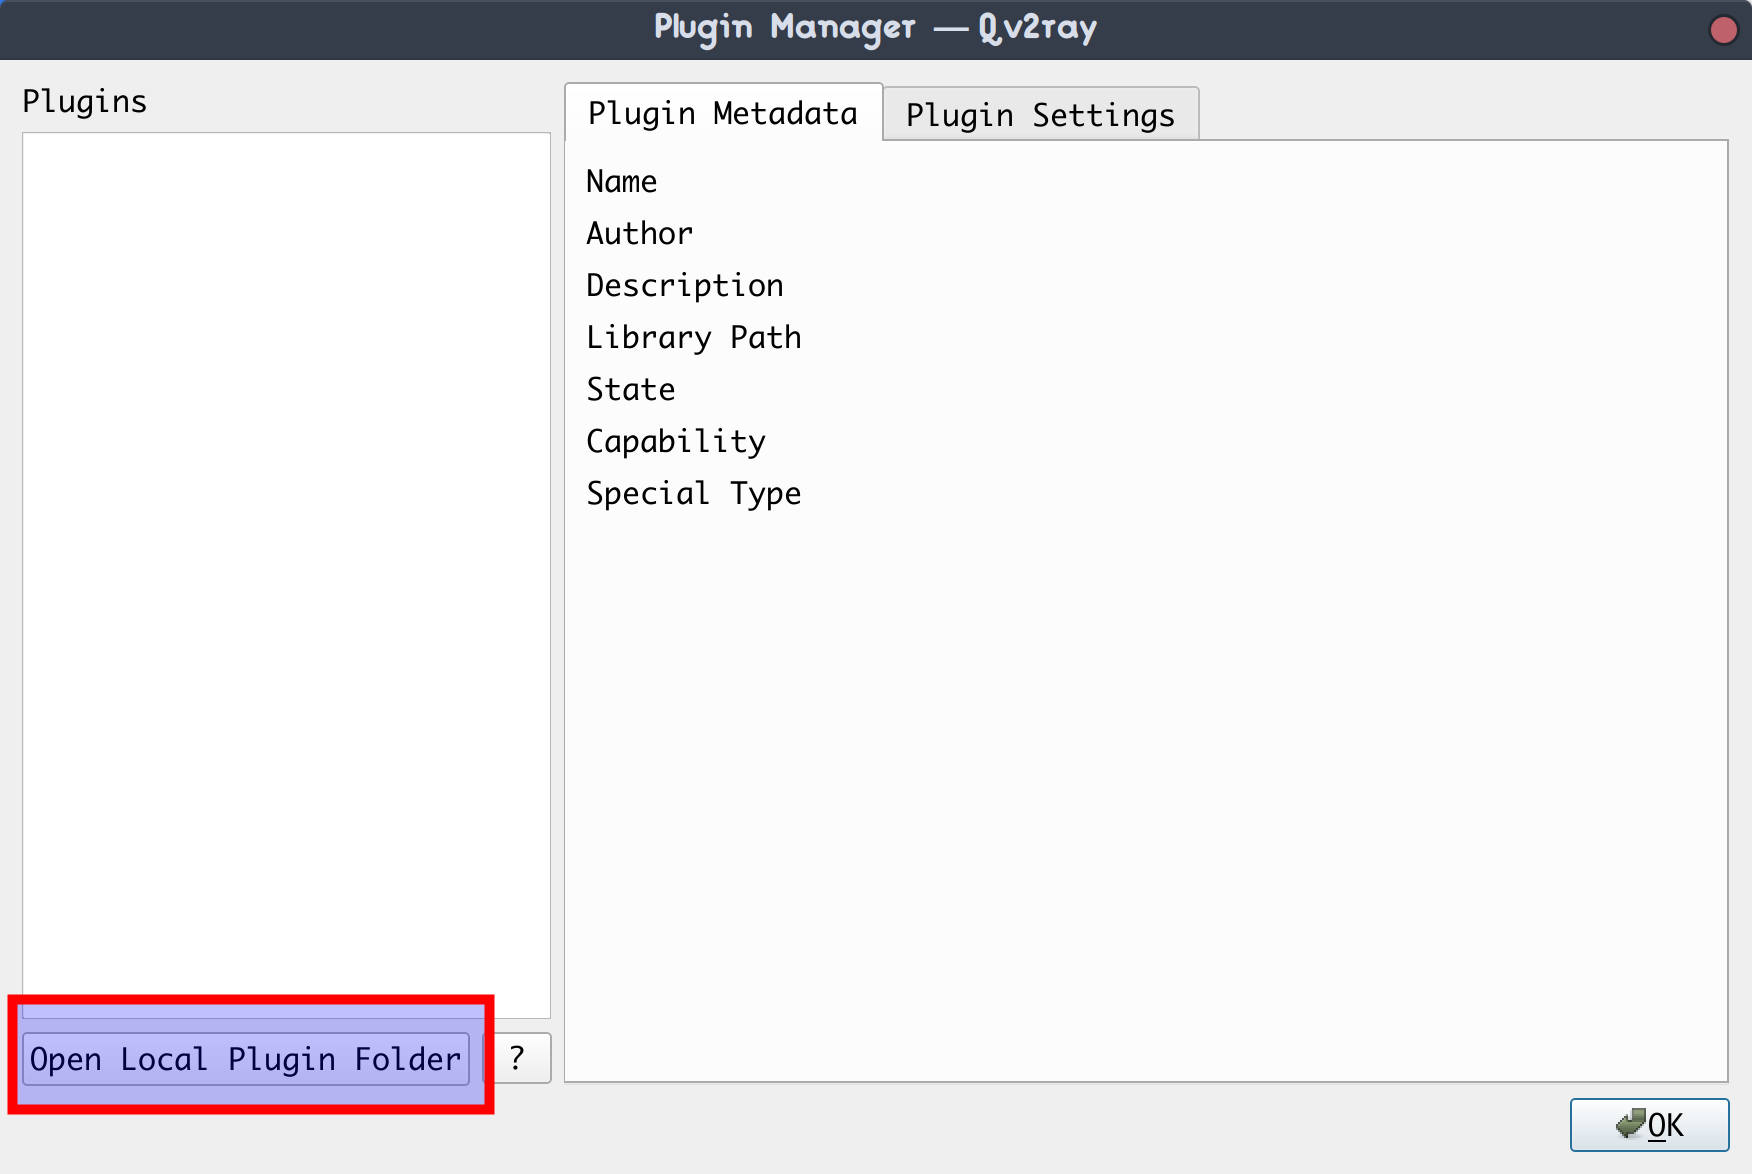 Plugin Manager — Qv2ray
Plugins
Plugin Metadata
Plugin Settings
Name
Author
Description
Library Path
State
Capability
Special Type
Open Local Plugin Folder
?
OK